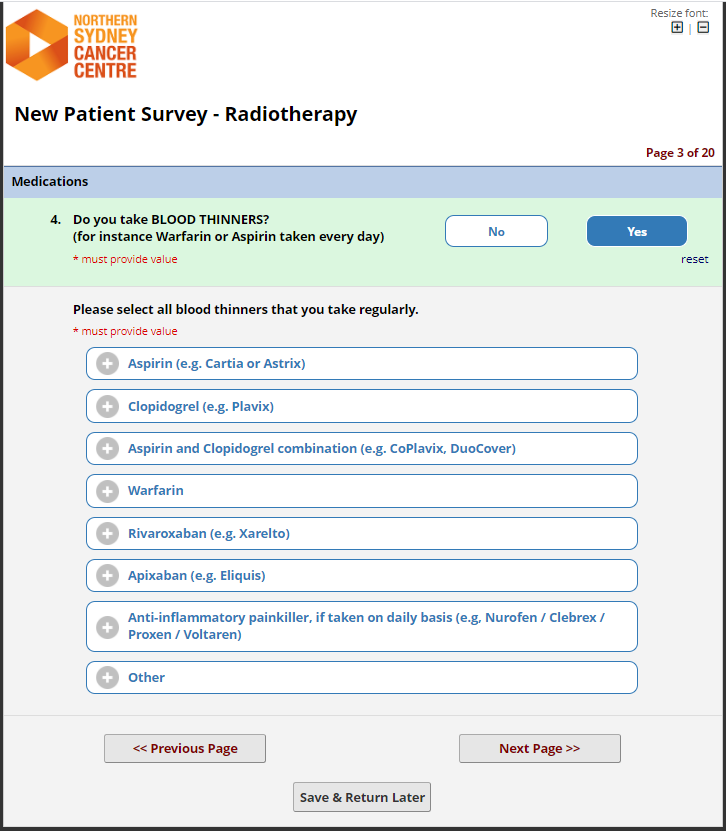 NORTHERN
SYDNEY
CANCER
CENTRE
Resize font:
|
New Patient Survey - Radiotherapy
Page 3 of 20
Medications
4. Do you take BLOOD THINNERS?
(for instance Warfarin or Aspirin taken every day)
* must provide value
No
Yes
reset
Please select all blood thinners that you take regularly.
* must provide value
Aspirin (e.g. Cartia or Astrix)
Clopidogrel (e.g. Plavix)
Aspirin and Clopidogrel combination (e.g. CoPlavix, DuoCover)
Warfarin
Rivaroxaban (e.g. Xarelto)
Apixaban (e.g. Eliquis)
Anti-inflammatory painkiller, if taken on daily basis (e.g, Nurofen / Clebrex /
Proxen / Voltaren)
Other
<< Previous Page
Next Page >>
Save & Return Later